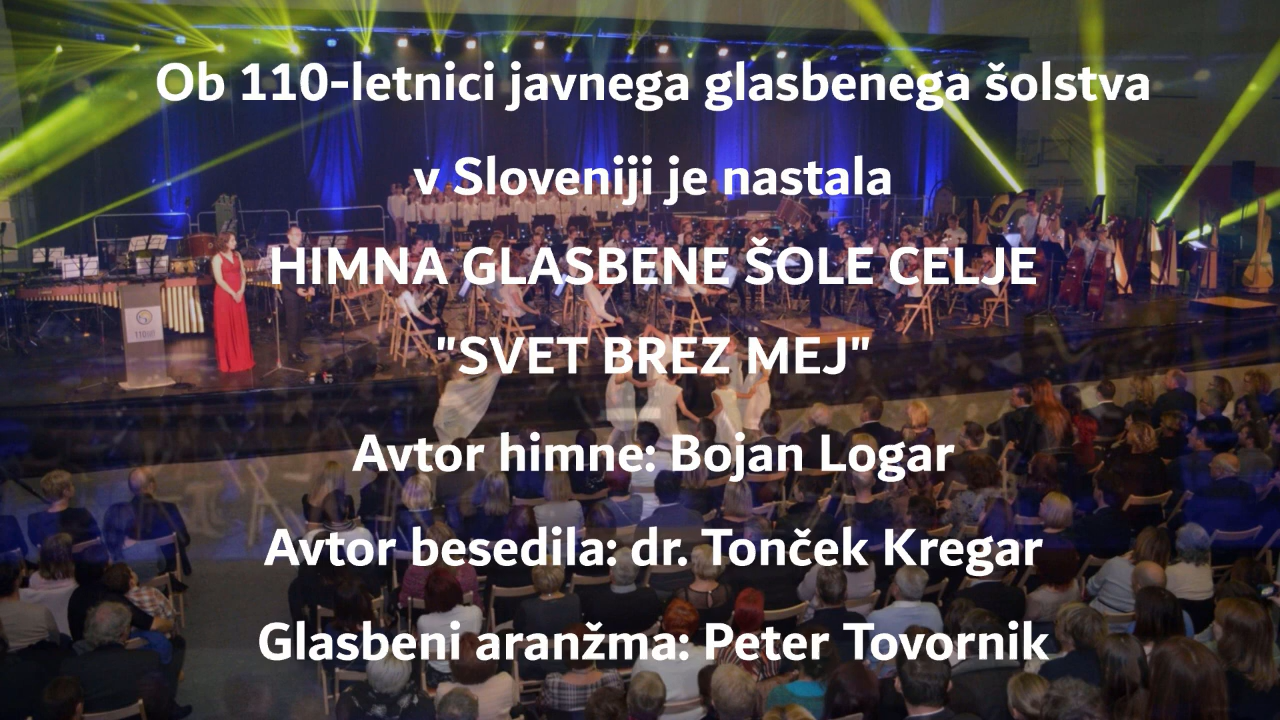 Ob 110-letnici javnega glasbenega šolstva
v Sloveniji je nastala
HIMNA GLASBENE ŠOLE CELJE
"SVET BREZ MEJ"
Avtor himne: Bojan Logar
Avtor besedila: dr. Tonček Kregar
Glasbeni aranžma: Peter Tovornik